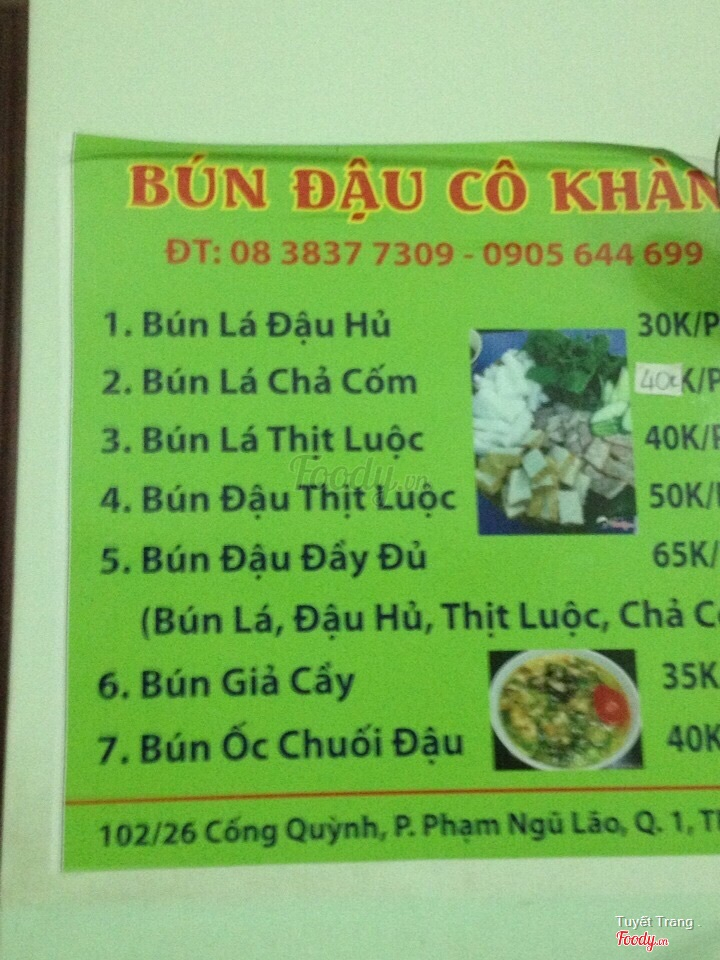 BÚN ĐẬU CÔ KHÀN
ĐT: 08 3837 7309 - 0905 644 699
1. Bún Lá Đậu Hủ 30K/P
2. Bún Lá Chả Cốm 40K/P
3. Bún Lá Thịt Luộc 40K/P
4. Bún Đậu Thịt Luộc 50K/
5. Bún Đậu Đầy Đủ 65K/
(Bún Lá, Đậu Hủ, Thịt Luộc, Chả C
6. Bún Giả Cầy 35K
7. Bún Ốc Chuối Đậu 40K
102/26 Cống Quỳnh, P. Phạm Ngũ Lão, Q. 1, T
Foody.vn
Tuyết Trang .
Foody.vn